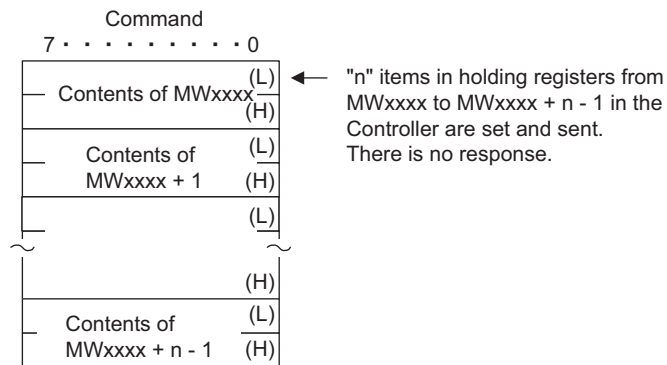 Command
7 · · · · · · · · · 0
(L)
Contents of MWxxxx
(H)
"n" items in holding registers from
MWxxxx to MWxxxx + n - 1 in the
Controller are set and sent.
There is no response.
(L)
Contents of
MWxxxx + 1
(H)
(L)
(H)
(L)
Contents of
MWxxxx + n - 1
(H)